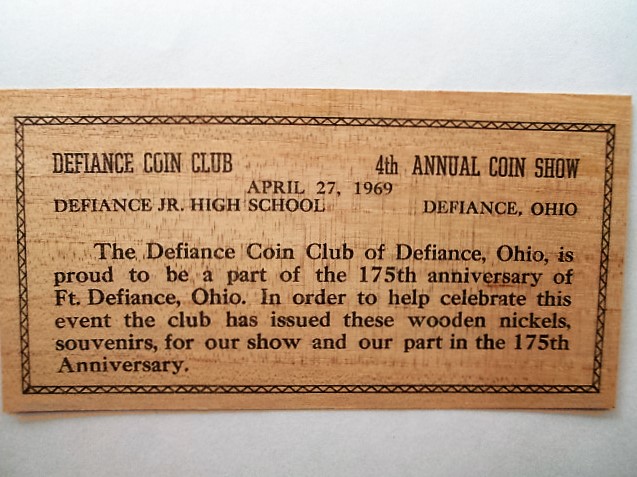 DEFIANCE COIN CLUB 4th ANNUAL COIN SHOW
APRIL 27, 1969
DEFIANCE JR. HIGH SCHOOL DEFIANCE, OHIO
The Defiance Coin Club of Defiance, Ohio, is
proud to be a part of the 175th anniversary of
Ft. Defiance, Ohio. In order to help celebrate this
event the club has issued these wooden nickels,
souvenirs, for our show and our part in the 175th
Anniversary.